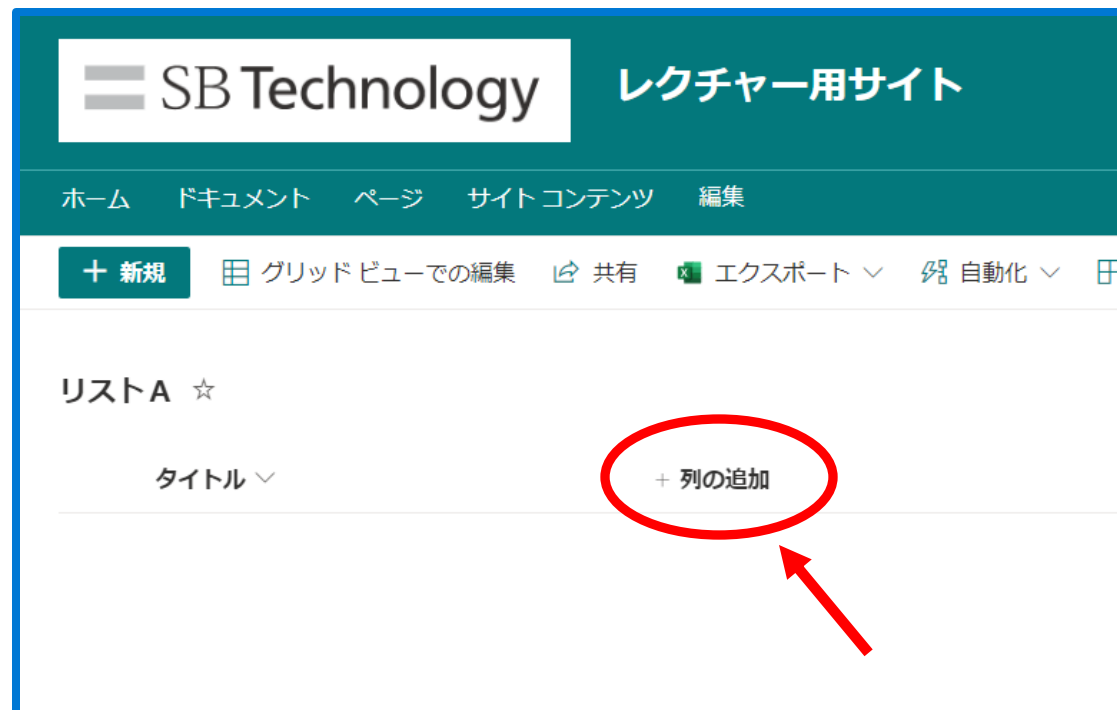 SB Technology レクチャー用サイト
ホーム ドキュメント ページ サイト コンテンツ 編集
+ 新規 グリッド ビューでの編集 共有 エクスポート 自動化
リストA ☆
タイトル + 列の追加